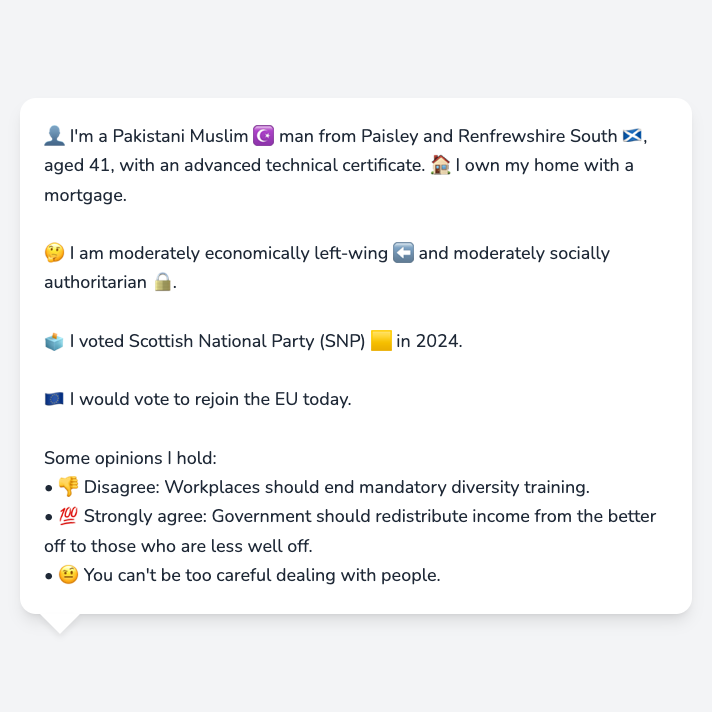 👤 I'm a Pakistani Muslim ☪️ man from Paisley and Renfrewshire South 🏴󠁧󠁢󠁳󠁣󠁴󠁿,
aged 41, with an advanced technical certificate. 🏠 I own my home with a
mortgage.
🤔 I am moderately economically left-wing ⬅️ and moderately socially
authoritarian 🔒.
🗳️ I voted Scottish National Party (SNP) 🟨 in 2024.
🇪🇺 I would vote to rejoin the EU today.
Some opinions I hold:
• 👎 Disagree: Workplaces should end mandatory diversity training.
• 💯 Strongly agree: Government should redistribute income from the better
off to those who are less well off.
• 🤨 You can't be too careful dealing with people.